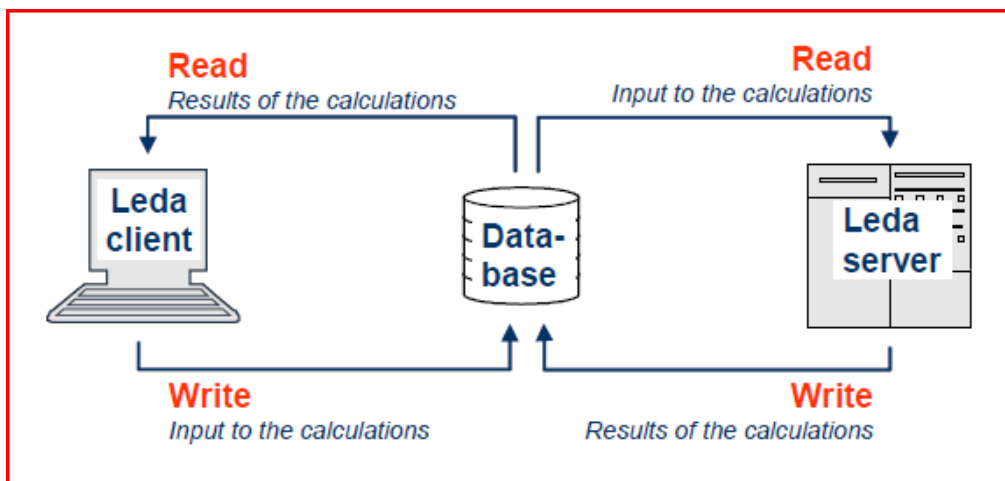 Read
Results of the calculations
Read
Input to the calculations
Leda
client
Data-
base
Leda
server
Write
Input to the calculations
Write
Results of the calculations